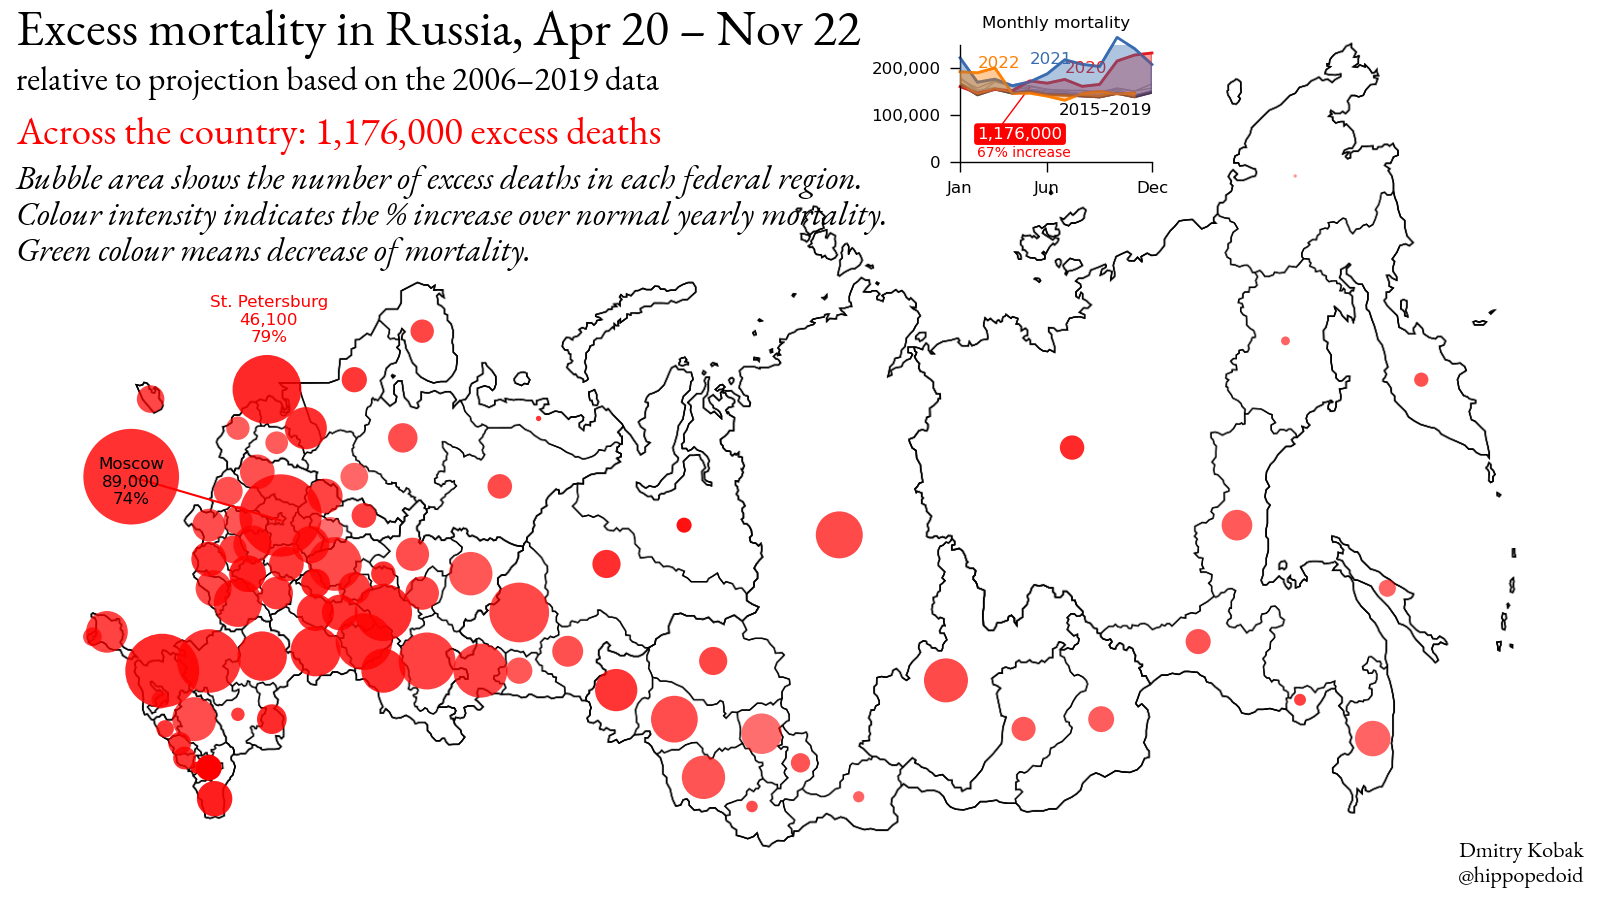 Excess mortality in Russia, Apr 20 – Nov 22
relative to projection based on the 2006–2019 data
Across the country: 1,176,000 excess deaths
Bubble area shows the number of excess deaths in each federal region.
Colour intensity indicates the % increase over normal yearly mortality.
Green colour means decrease of mortality.
Monthly mortality
200,000
100,000
0
2022
2021
2020
2015–2019
1,176,000
67% increase
Jan
Jun
Dec
St. Petersburg
46,100
79%
Moscow
89,000
74%
Dmitry Kobak
@hippopedoid